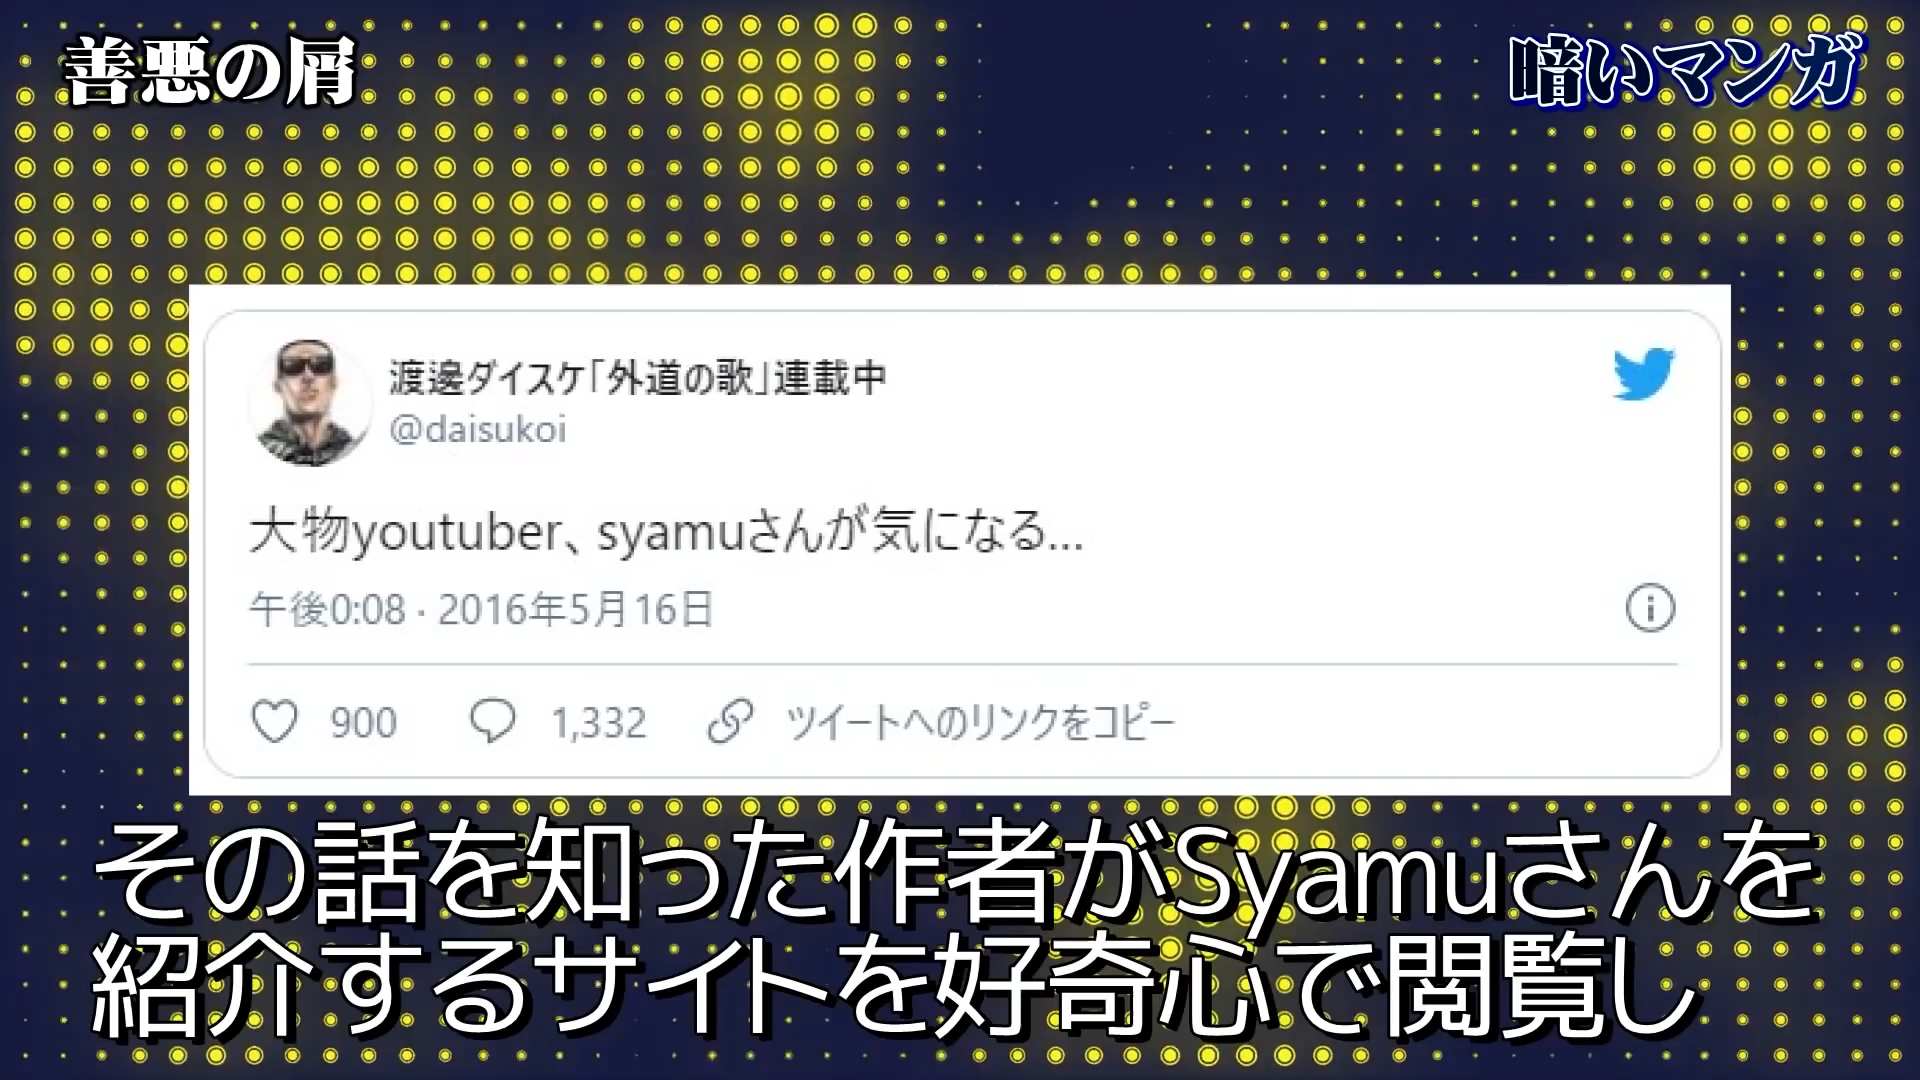 善悪の屑
暗いマンガ
渡邊ダイスケ「外道の歌」連載中
@daisukoi
大物youtuber、syamuさんが気になる...
午後0:08 · 2016年5月16日
900 1,332 ツイートへのリンクをコピー
その話を知った作者がSyamuさんを
紹介するサイトを好奇心で閲覧し